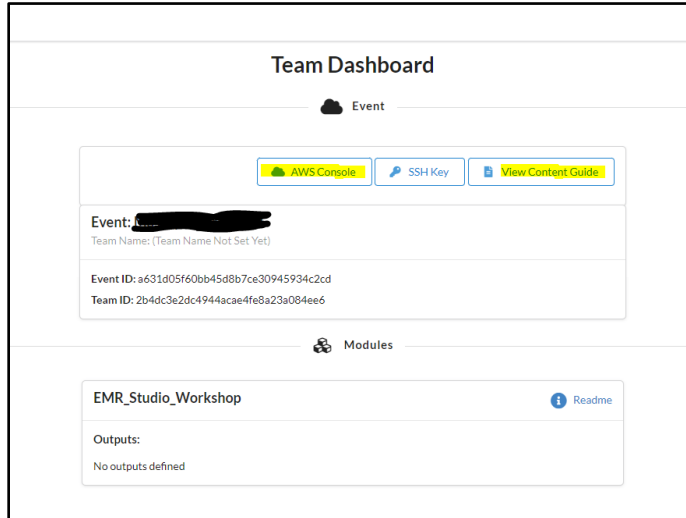 Team Dashboard
Event
AWS Console SSH Key View Content Guide
Event:
Team Name: (Team Name Not Set Yet)
Event ID: a631d05f60bb45d8b7ce30945934c2cd
Team ID: 2b4dc3e2dc4944acae4fe8a23a084ee6
Modules
EMR_Studio_Workshop Readme
Outputs:
No outputs defined